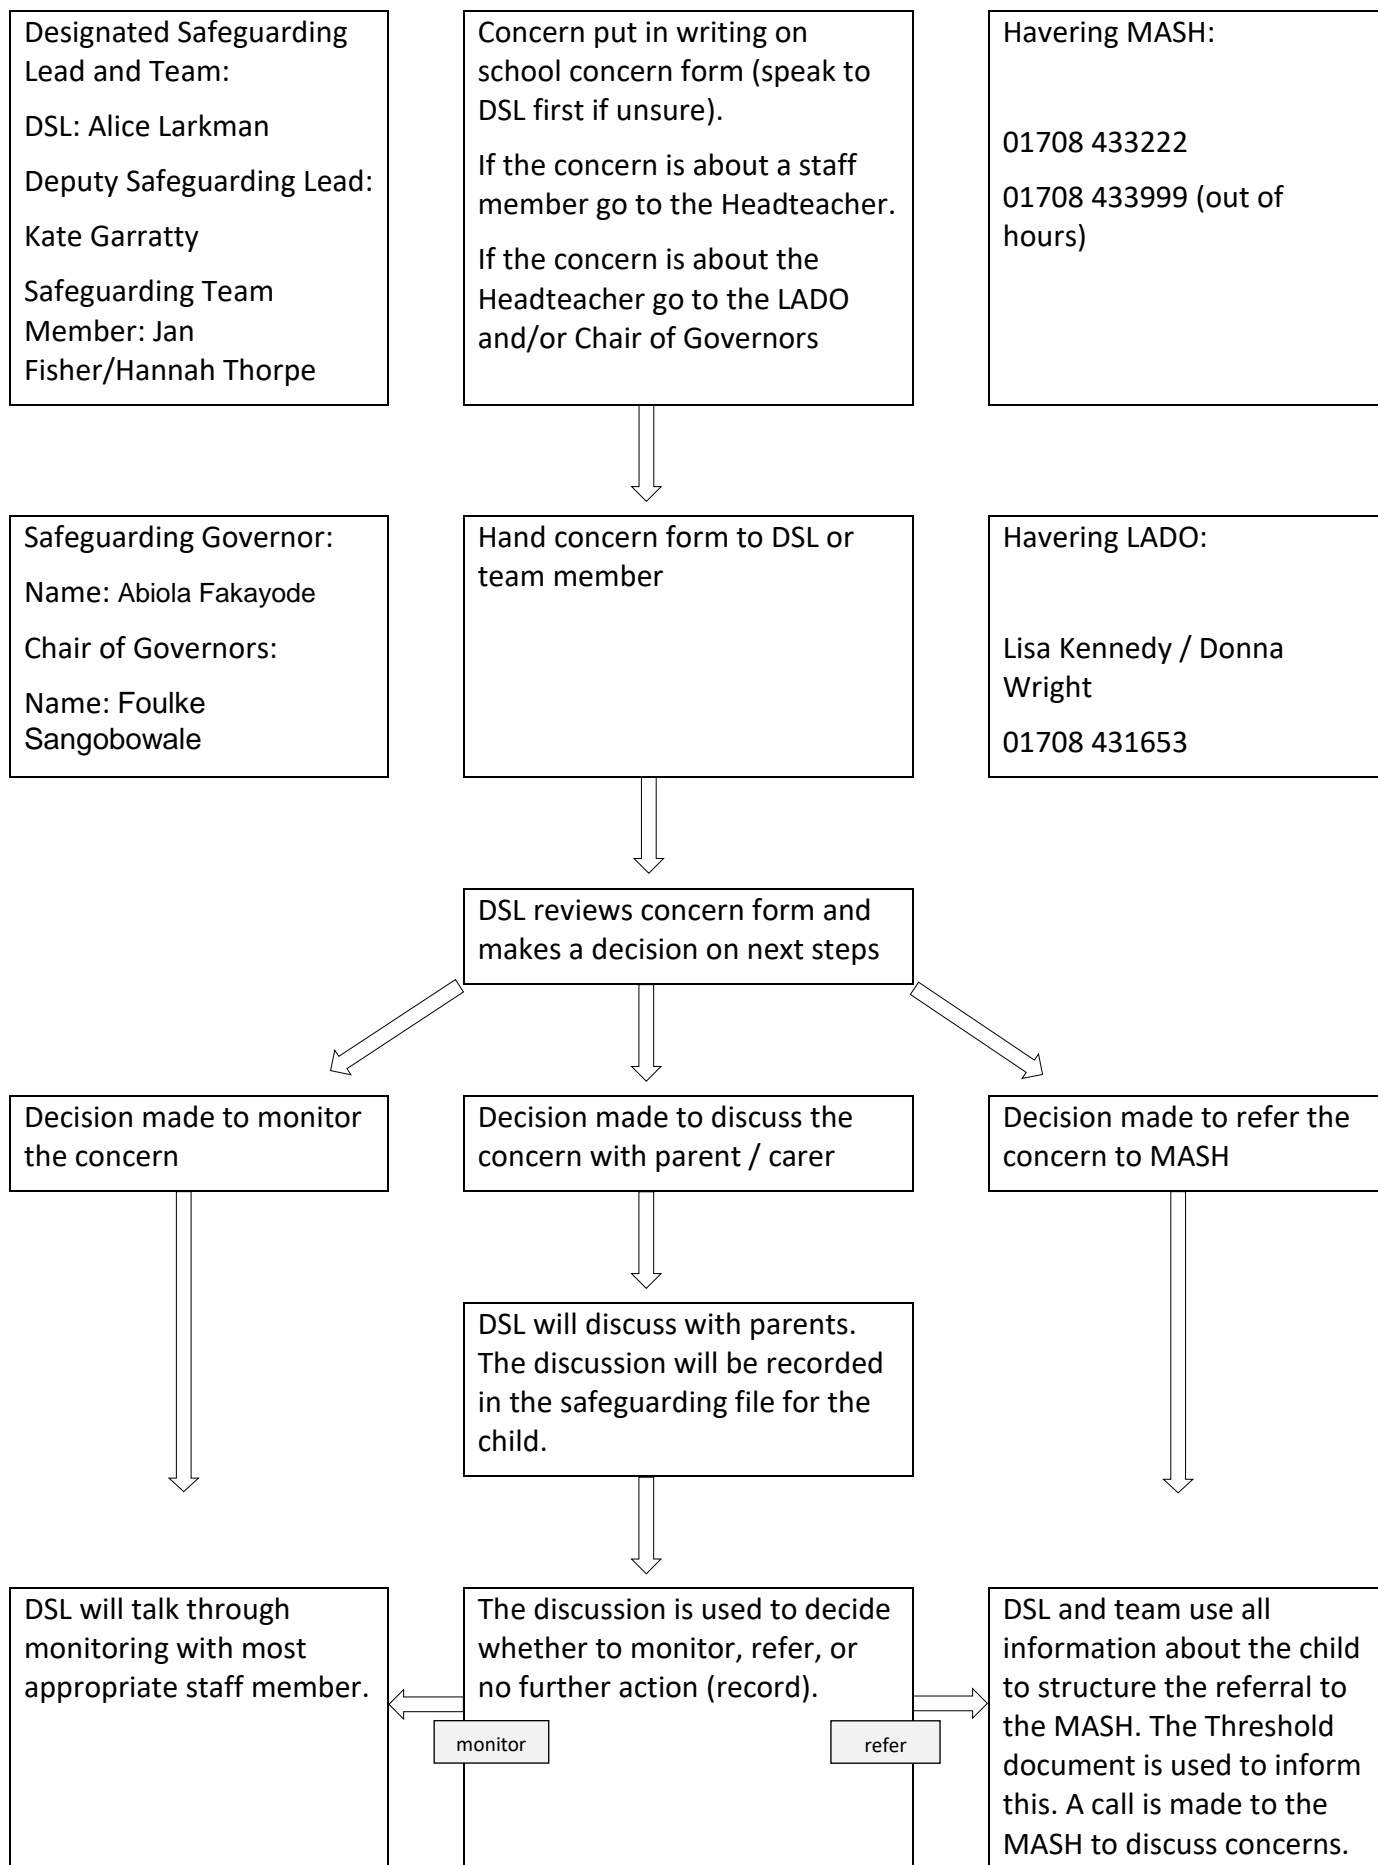 Designated Safeguarding
Lead and Team:
DSL: Alice Larkman
Deputy Safeguarding Lead:
Kate Garratty
Safeguarding Team
Member: Jan
Fisher/Hannah Thorpe
Concern put in writing on
school concern form (speak to
DSL first if unsure).
If the concern is about a staff
member go to the Headteacher.
If the concern is about the
Headteacher go to the LADO
and/or Chair of Governors
Havering MASH:
01708 433222
01708 433999 (out of
hours)
Safeguarding Governor:
Name: Abiola Fakayode
Chair of Governors:
Name: Foulke
Sangobowale
Hand concern form to DSL or
team member
Havering LADO:
Lisa Kennedy / Donna
Wright
01708 431653
DSL reviews concern form and
makes a decision on next steps
Decision made to monitor
the concern
Decision made to discuss the
concern with parent / carer
Decision made to refer the
concern to MASH
DSL will discuss with parents.
The discussion will be recorded
in the safeguarding file for the
child.
DSL will talk through
monitoring with most
appropriate staff member.
The discussion is used to decide
whether to monitor, refer, or
no further action (record).
monitor
refer
DSL and team use all
information about the child
to structure the referral to
the MASH. The Threshold
document is used to inform
this. A call is made to the
MASH to discuss concerns.